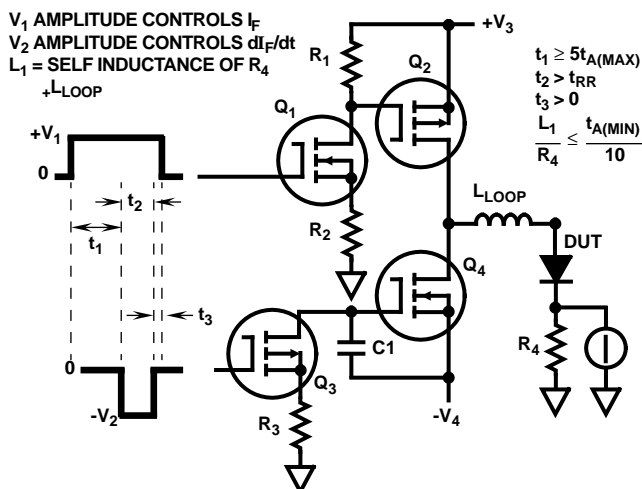 V1 AMPLITUDE CONTROLS IF
V2 AMPLITUDE CONTROLS dIF/dt
L1 = SELF INDUCTANCE OF R4
+LLOOP
+V3
R1
Q2
t1 ≥ 5tA(MAX)
t2 > tRR
t3 > 0
L1/R4 ≤ tA(MIN)/10
Q1
+V1
0
t2
t1
R2
LLOOP
DUT
Q4
t3
0
C1
R4
Q3
-V2
R3
-V4